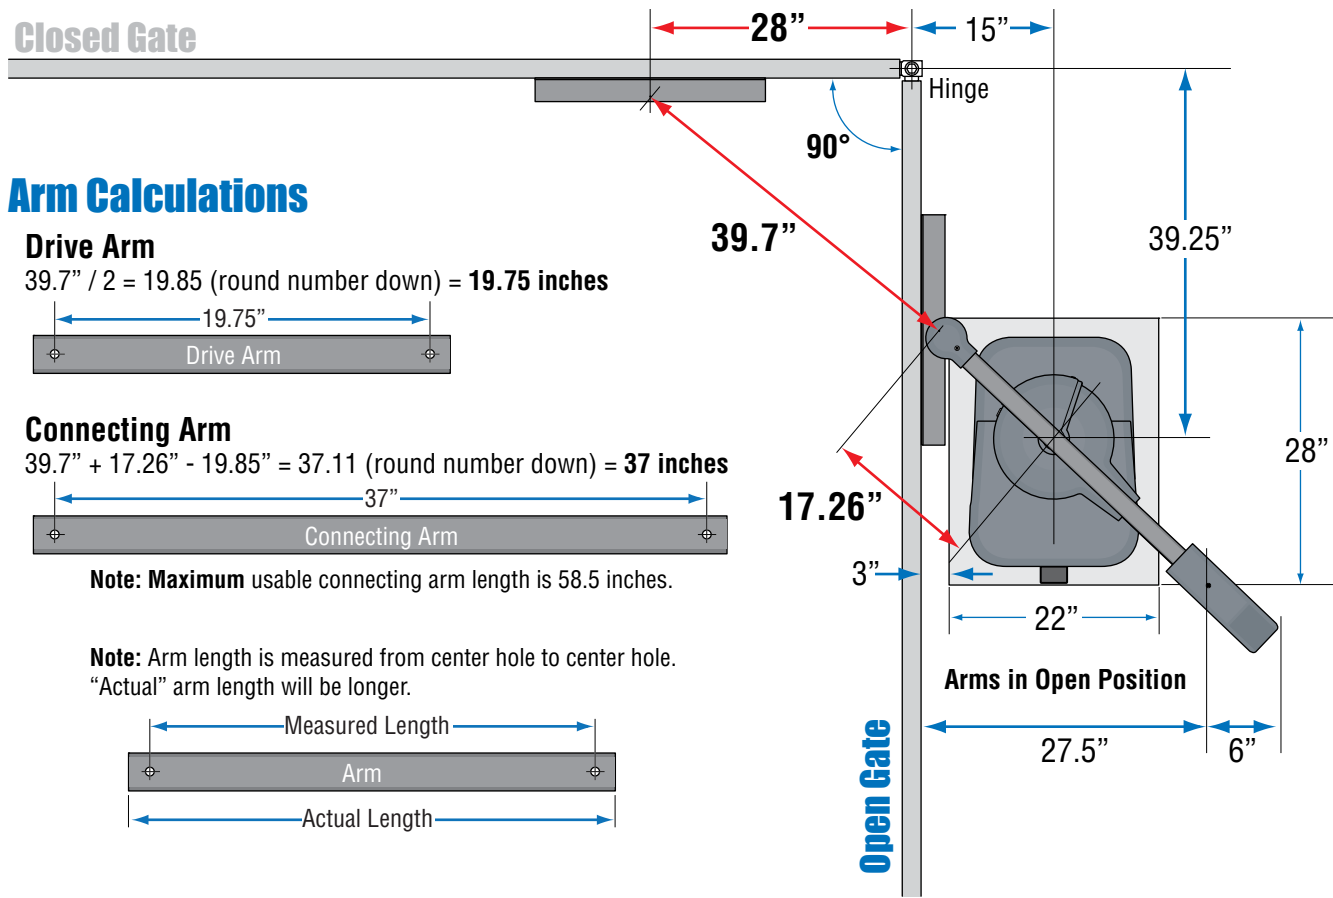 Closed Gate
28”
15”
Hinge
90°
Arm Calculations
Drive Arm
39.7” / 2 = 19.85 (round number down) = 19.75 inches
19.75”
Drive Arm
39.7”
39.25”
Connecting Arm
39.7” + 17.26” - 19.85” = 37.11 (round number down) = 37 inches
37”
Connecting Arm
17.26”
28”
Note: Maximum usable connecting arm length is 58.5 inches.
3”
22”
Note: Arm length is measured from center hole to center hole.
“Actual” arm length will be longer.
Arms in Open Position
Measured Length
Arm
Actual Length
Open Gate
27.5”
6”